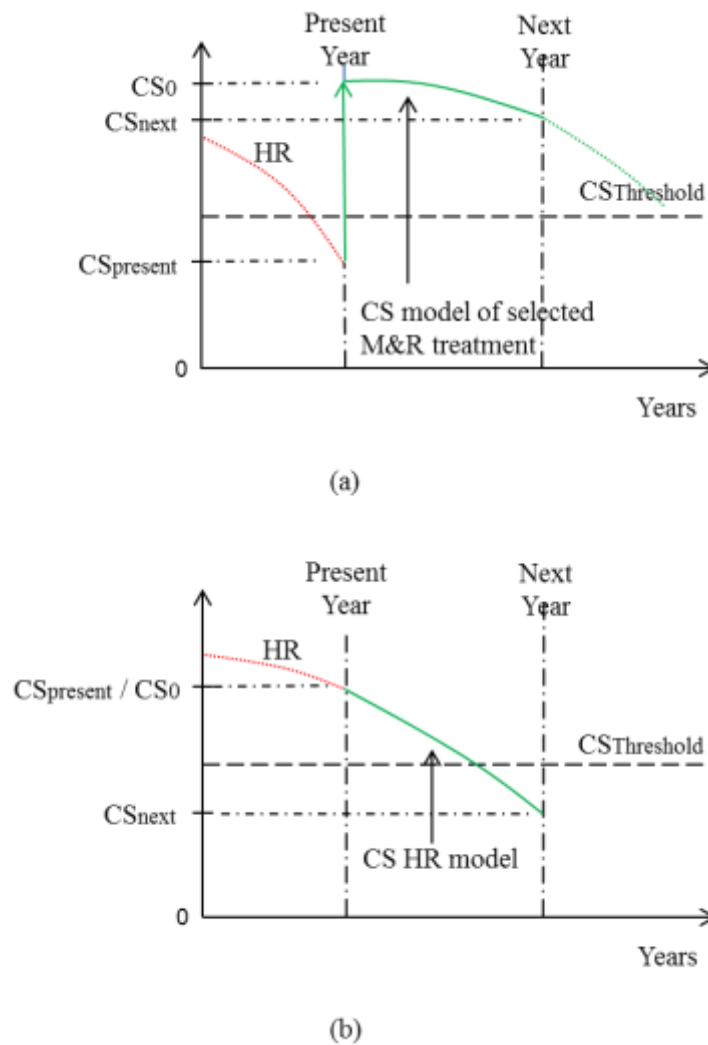 Present
Year
Next
Year
CS0
CSnext
HR
CSThreshold
CSpresent
CS model of selected
M&R treatment
0
Years
(a)
Present
Year
Next
Year
HR
CSpresent / CS0
CSThreshold
CSnext
CS HR model
0
Years
(b)